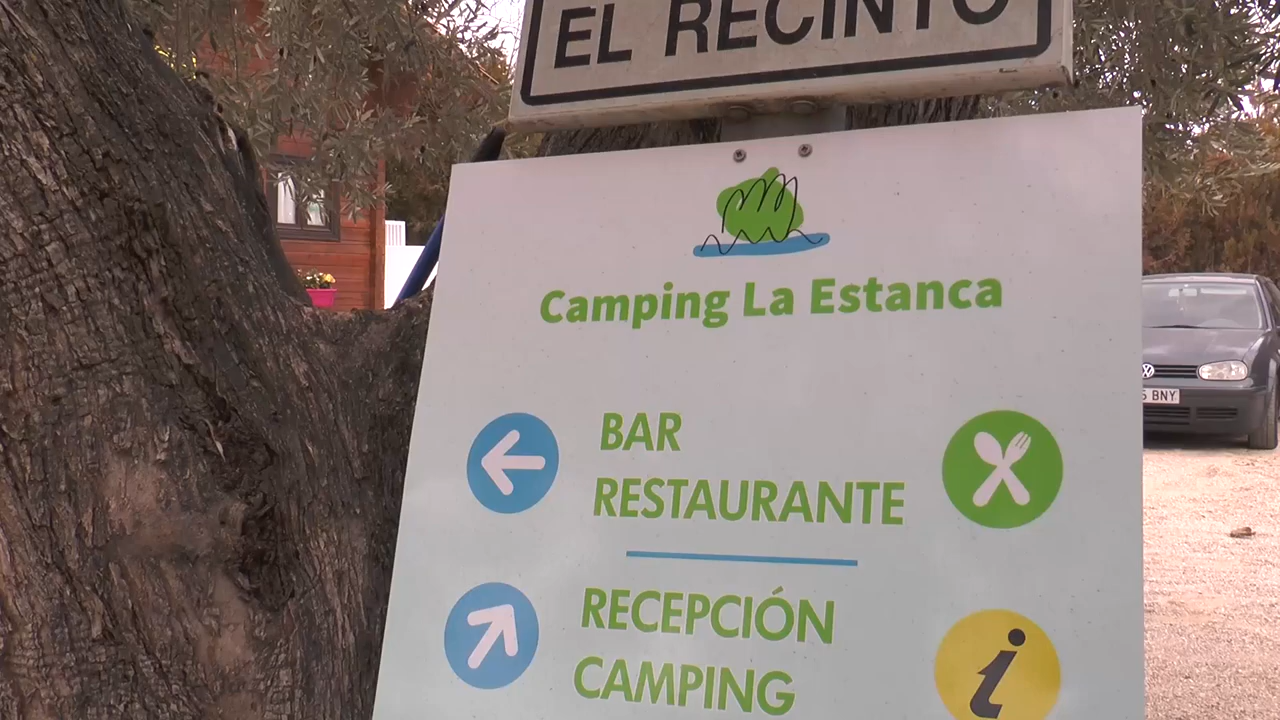 EL RECINTO
Camping La Estanca
BAR
RESTAURANTE
RECEPCIÓN
CAMPING
BNY